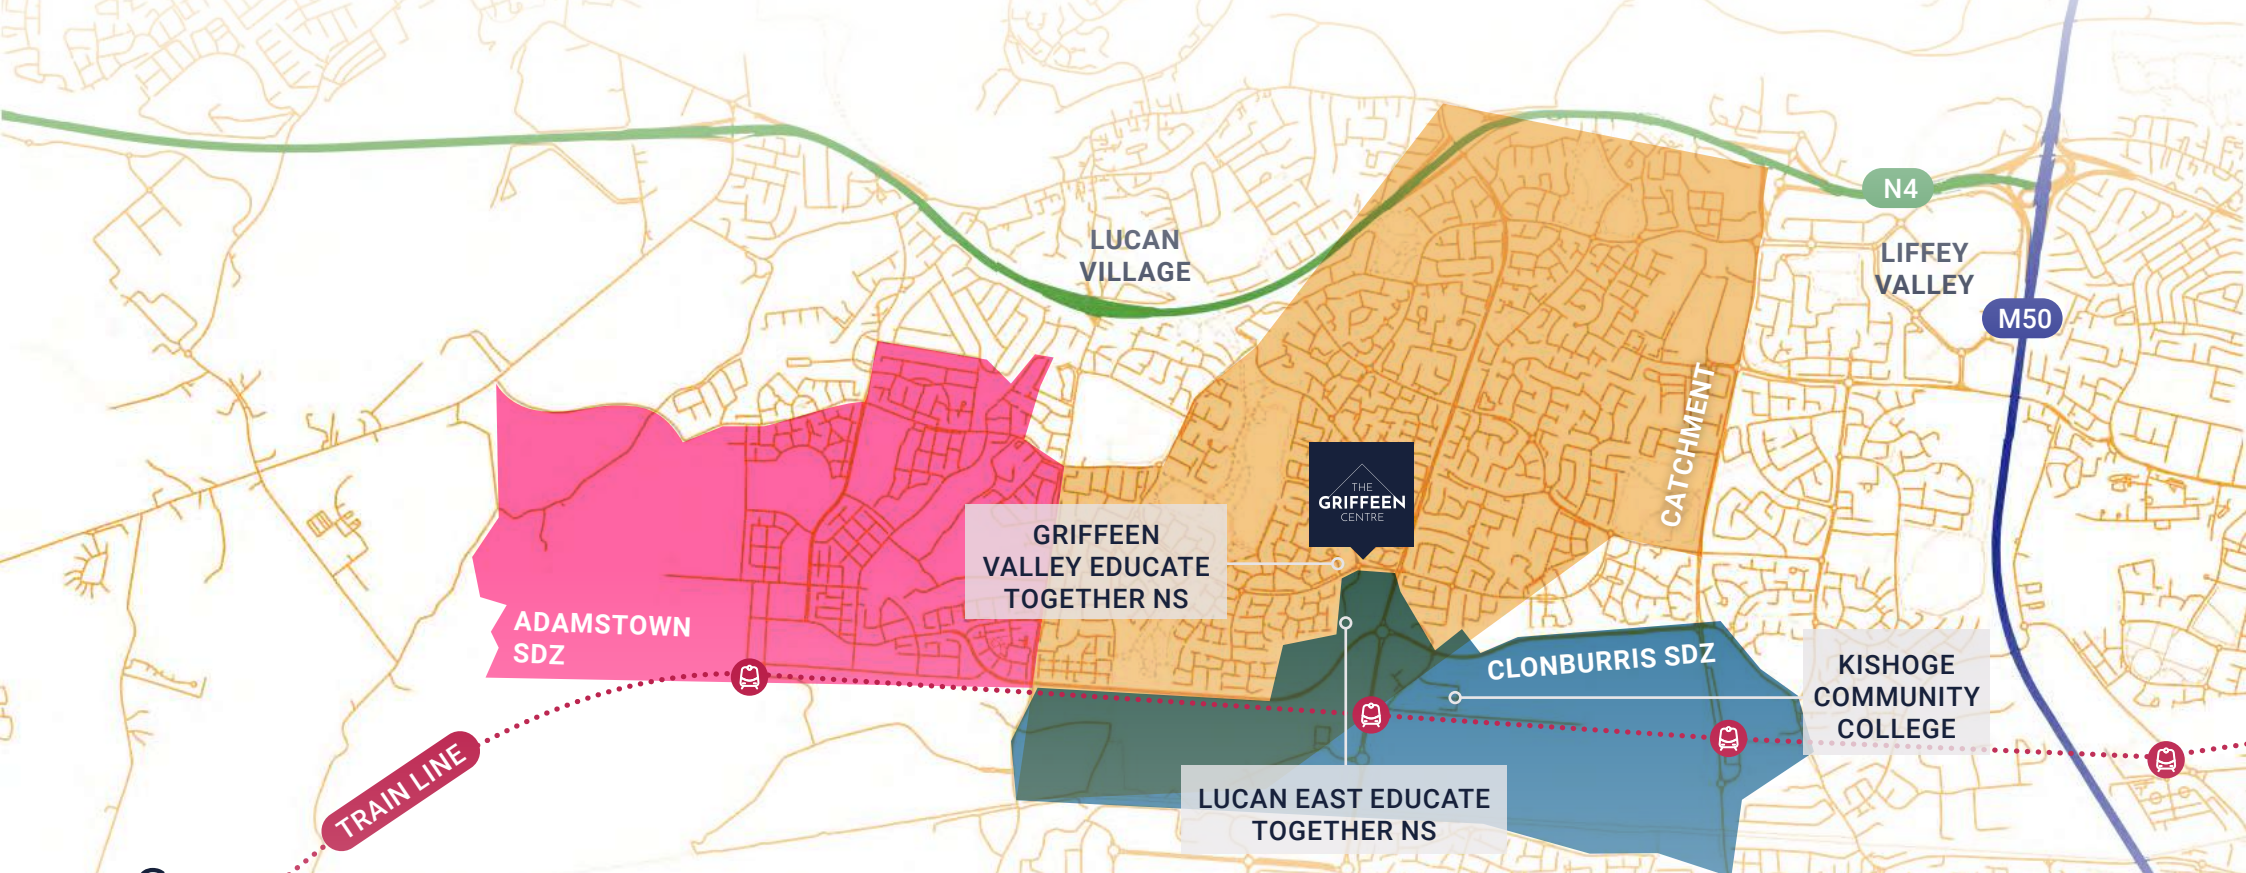 N4
LUCAN
VILLAGE
LIFFEY
VALLEY
M50
CATCHMENT
THE
GRIFFEEN
CENTRE
GRIFFEEN
VALLEY EDUCATE
TOGETHER NS
ADAMSTOWN
SDZ
CLONBURRIS SDZ
KISHOGE
COMMUNITY
COLLEGE
TRAIN LINE
LUCAN EAST EDUCATE
TOGETHER NS